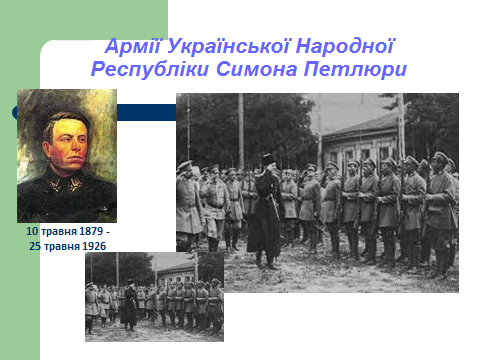 Армії Української Народної
Республіки Симона Петлюри
10 травня 1879 -
25 травня 1926